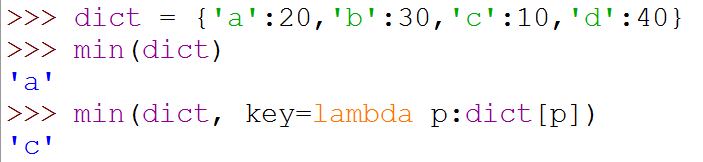 >>> dict = {'a':20,'b':30,'c':10,'d':40}
>>> min(dict)
'a'
>>> min(dict, key=lambda p:dict[p])
'c'